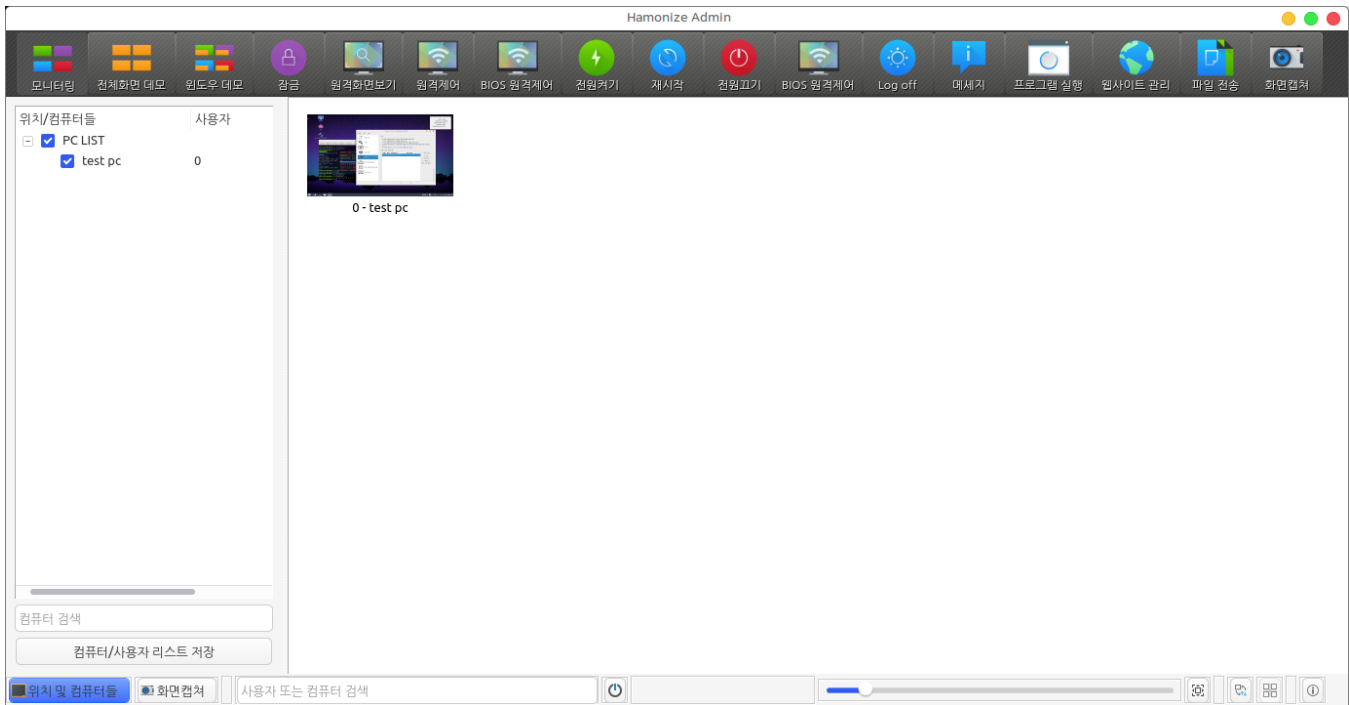 Hamonize Admin
모니터링 전체화면 데모 윈도우 데모 잠금 원격화면보기 원격제어 BIOS 원격제어 전원켜기 재시작 전원끄기 BIOS 원격제어 Log off 메세지 프로그램 실행 웹사이트 관리 파일 전송 화면캡쳐
위치/컴퓨터들 사용자
PC LIST
test pc 0
0 - test pc
컴퓨터 검색
컴퓨터/사용자 리스트 저장
위치 및 컴퓨터들 화면캡쳐 사용자 또는 컴퓨터 검색